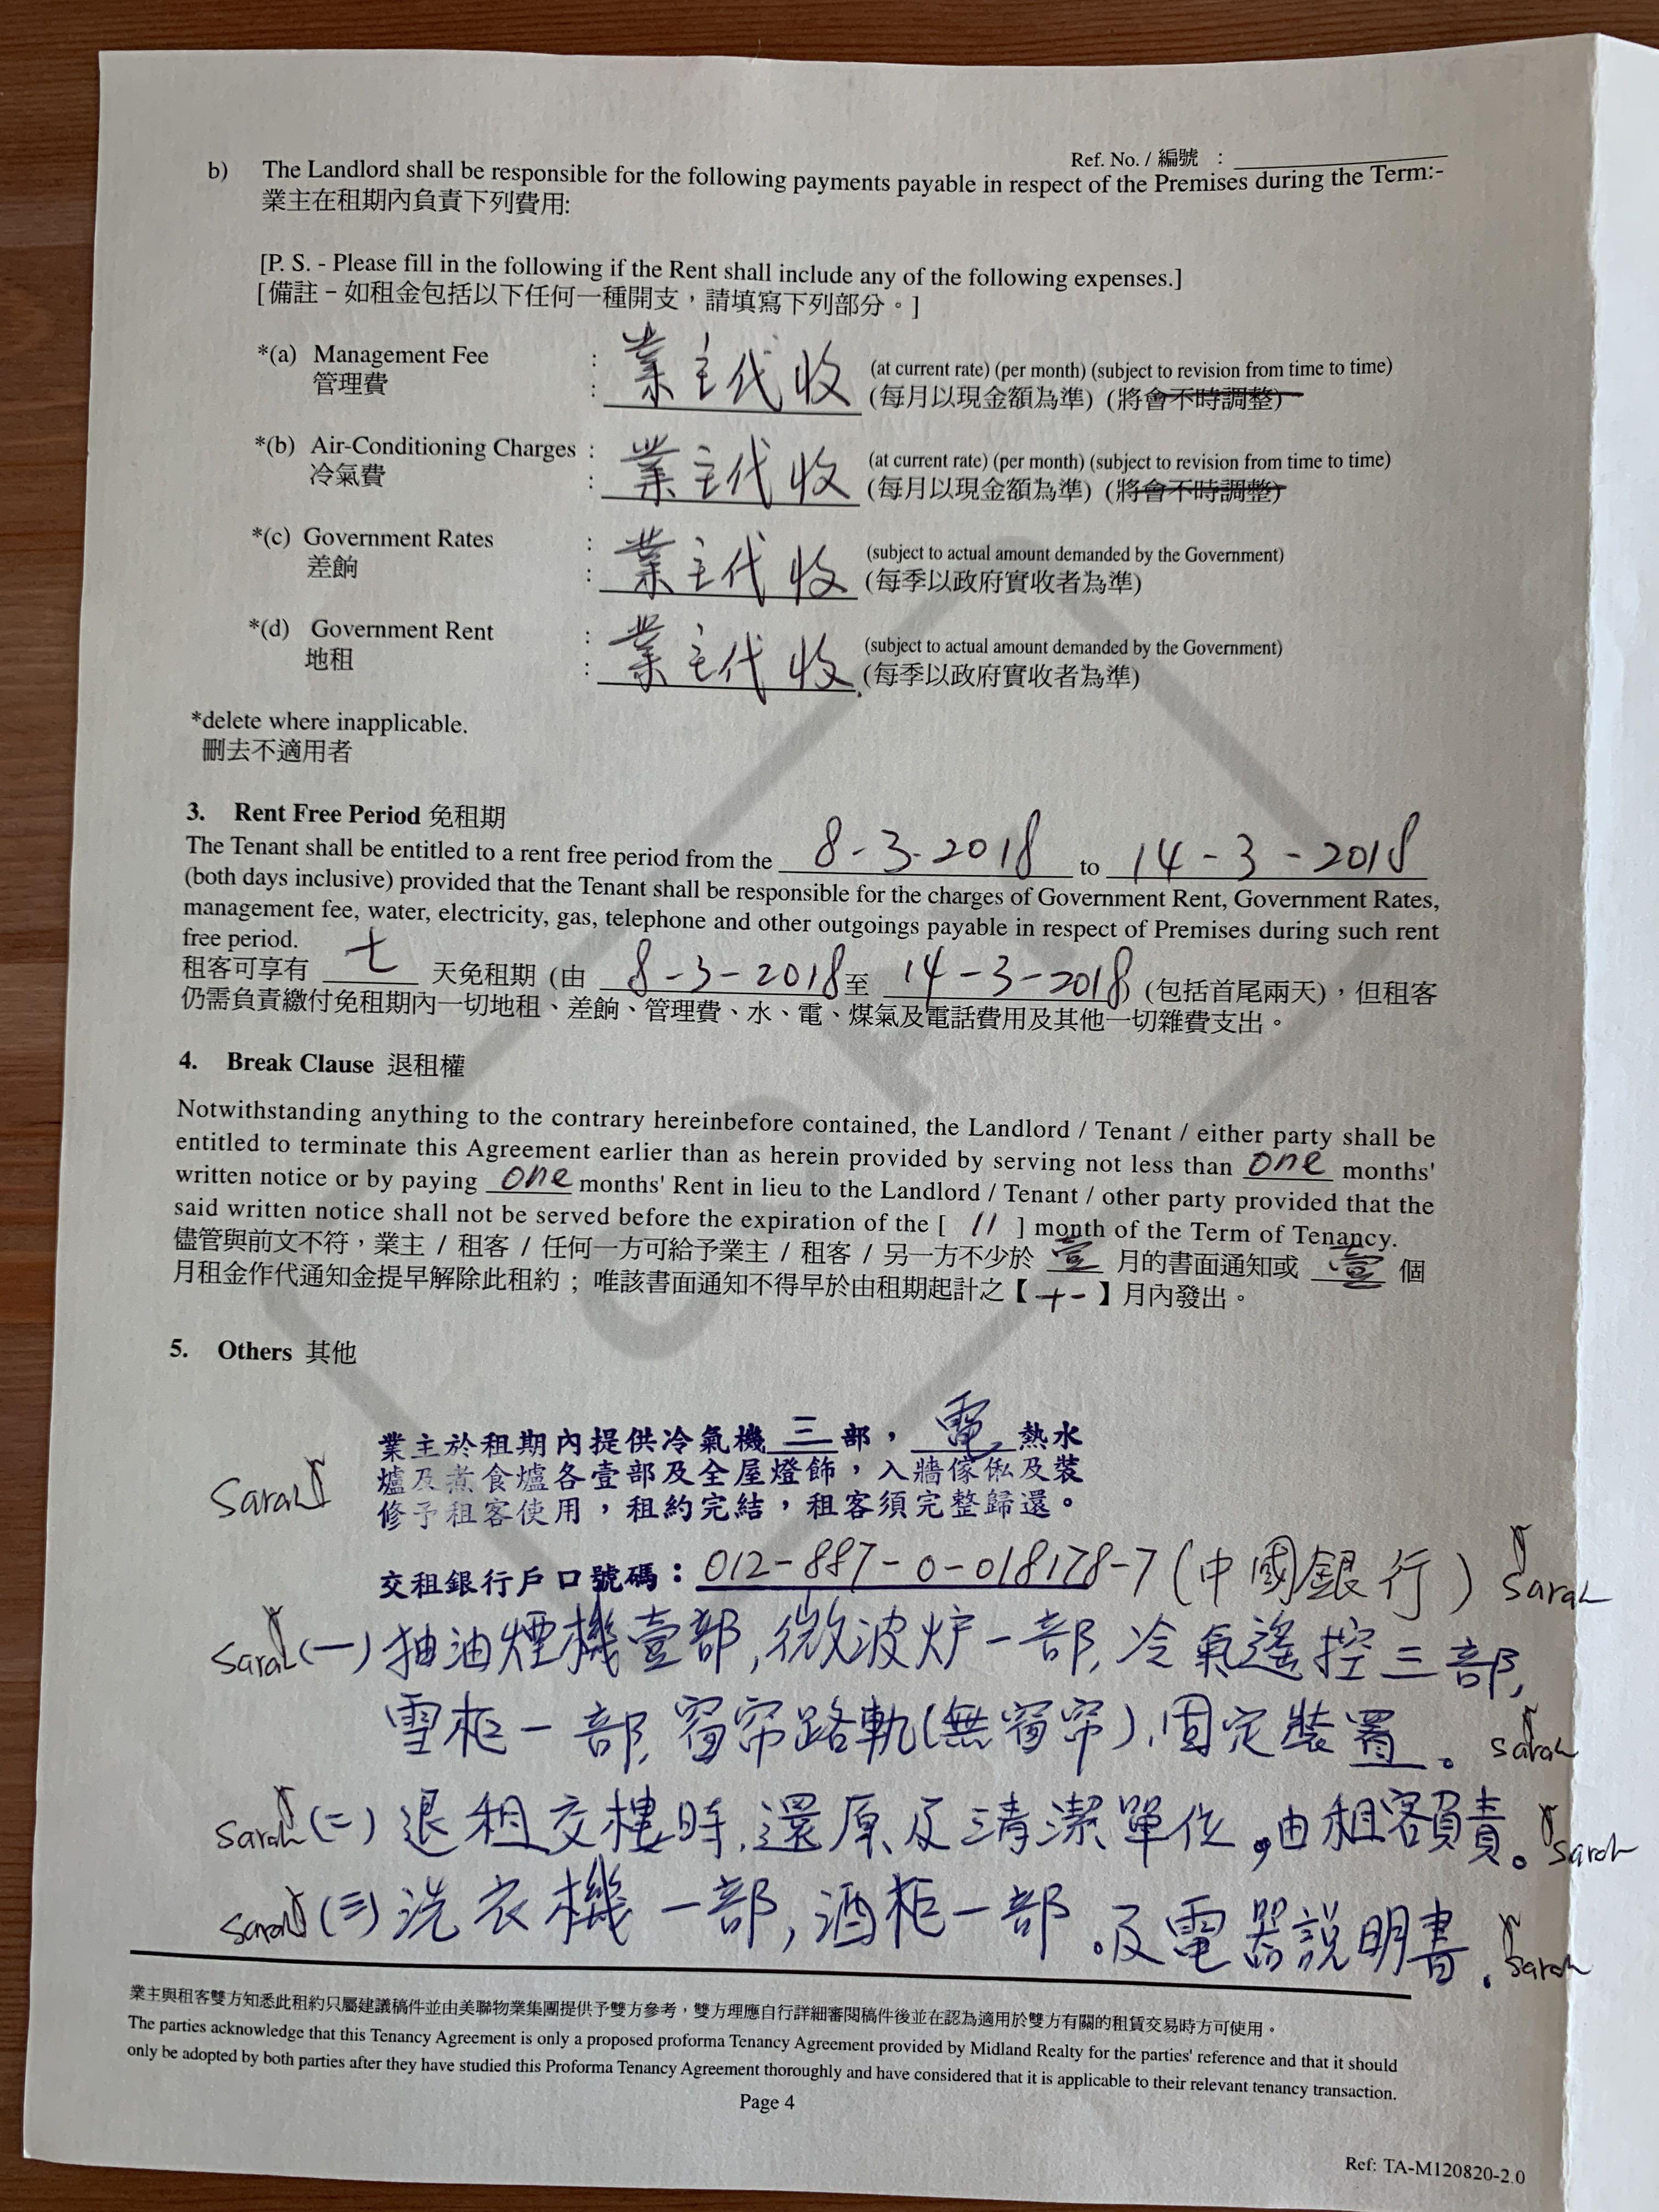 Ref. No. / 編號 :
b) The Landlord shall be responsible for the following payments payable in respect of the Premises during the Term:-
業主在租期內負責下列費用:
[P. S. - Please fill in the following if the Rent shall include any of the following expenses.]
[備註 – 如租金包括以下任何一種開支，請填寫下列部分。]
*(a) Management Fee : 業主代收 (at current rate) (per month) (subject to revision from time to time)
管理費 : (每月以現金額為準) (將會不時調整)
*(b) Air-Conditioning Charges : 業主代收 (at current rate) (per month) (subject to revision from time to time)
冷氣費 : (每月以現金額為準) (將會不時調整)
*(c) Government Rates : 業主代收 (subject to actual amount demanded by the Government)
差餉 : (每季以政府實收者為準)
*(d) Government Rent : 業主代收 (subject to actual amount demanded by the Government)
地租 : (每季以政府實收者為準)
*delete where inapplicable.
刪去不適用者
3. Rent Free Period 免租期
The Tenant shall be entitled to a rent free period from the 8-3-2018 to 14-3-2018
(both days inclusive) provided that the Tenant shall be responsible for the charges of Government Rent, Government Rates,
management fee, water, electricity, gas, telephone and other outgoings payable in respect of Premises during such rent
free period.
租客可享有 七 天免租期 (由 8-3-2018 至 14-3-2018) (包括首尾兩天)，但租客
仍需負責繳付免租期內一切地租、差餉、管理費、水、電、煤氣及電話費用及其他一切雜費支出。
4. Break Clause 退租權
Notwithstanding anything to the contrary hereinbefore contained, the Landlord / Tenant / either party shall be
entitled to terminate this Agreement earlier than as herein provided by serving not less than one months'
written notice or by paying one months' Rent in lieu to the Landlord / Tenant / other party provided that the
said written notice shall not be served before the expiration of the [ 11 ] month of the Term of Tenancy.
儘管與前文不符，業主 / 租客 / 任何一方可給予業主 / 租客 / 另一方不少於 壹 月的書面通知或 壹 個
月租金作代通知金提早解除此租約；唯該書面通知不得早於由租期起計之【十一】月內發出。
5. Others 其他
業主於租期內提供冷氣機三部，電熱水
Sarah 爐及煮食爐各壹部及全屋燈飾，入牆傢俬及裝
修予租客使用，租約完結，租客須完整歸還。
交租銀行戶口號碼：012-887-0-018178-7 (中國銀行) Sarah
Sarah (一) 抽油煙機壹部, 微波炉一部, 冷氣遙控三部,
雪柜一部, 窗帘路軌(無窗帘), 固定裝置。 Sarah
Sarah (二) 退租交樓時, 還原及清潔單位, 由租客負責。 Sarah
Sarah (三) 洗衣機一部, 酒柜一部. 及電器説明書. Sarah
業主與租客雙方知悉此租約只屬建議稿件並由美聯物業集團提供予雙方參考，雙方理應自行詳細審閱稿件後並在認為適用於雙方有關的租賃交易時方可使用。
The parties acknowledge that this Tenancy Agreement is only a proposed proforma Tenancy Agreement provided by Midland Realty for the parties' reference and that it should
only be adopted by both parties after they have studied this Proforma Tenancy Agreement thoroughly and have considered that it is applicable to their relevant tenancy transaction.
Page 4
Ref: TA-M120820-2.0